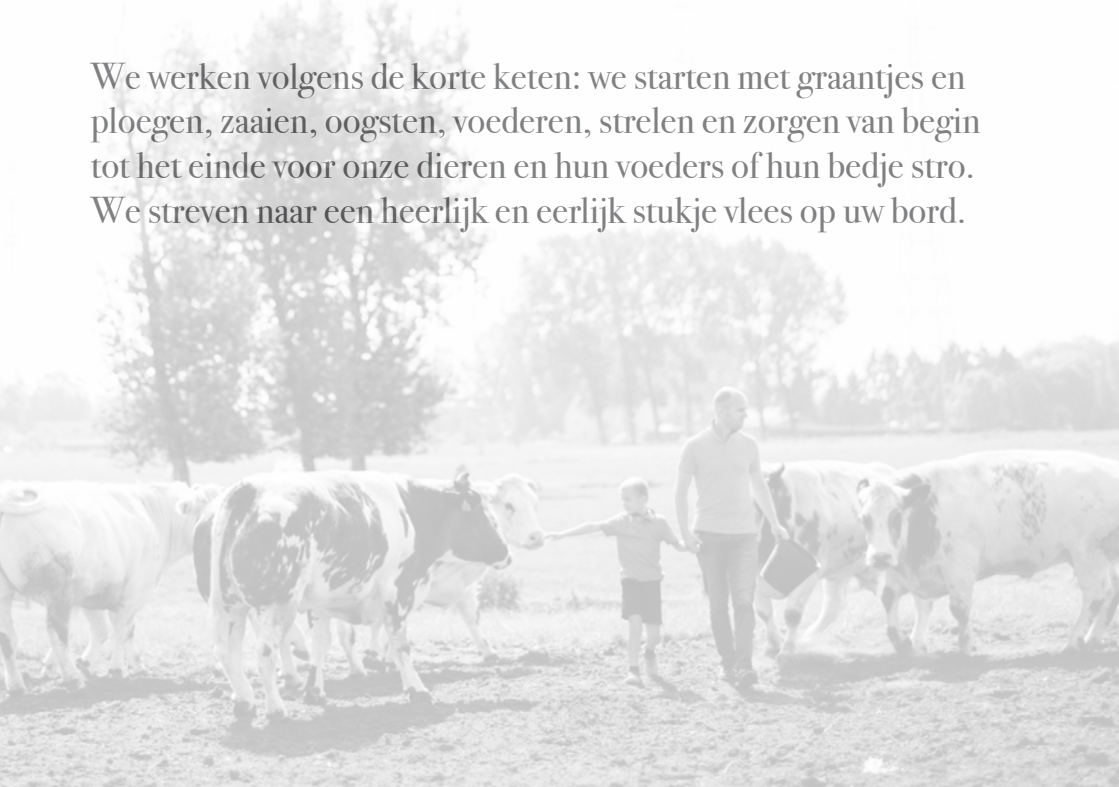 We werken volgens de korte keten: we starten met graantjes en
ploegen, zaaien, oogsten, voederen, strelen en zorgen van begin
tot het einde voor onze dieren en hun voeders of hun bedje stro.
We streven naar een heerlijk en eerlijk stukje vlees op uw bord.